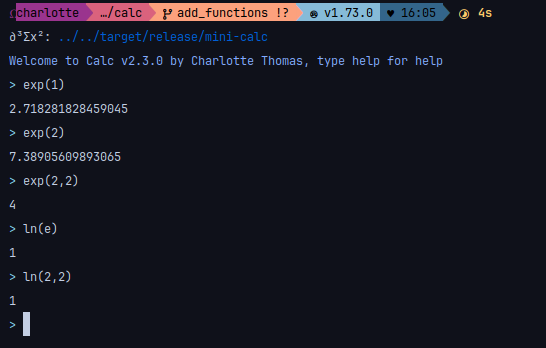 charlotte …/calc add_functions !? v1.73.0 ♥ 16:05 4s
∂³Σx²: ../../target/release/mini-calc
Welcome to Calc v2.3.0 by Charlotte Thomas, type help for help
> exp(1)
2.718281828459045
> exp(2)
7.38905609893065
> exp(2,2)
4
> ln(e)
1
> ln(2,2)
1
>